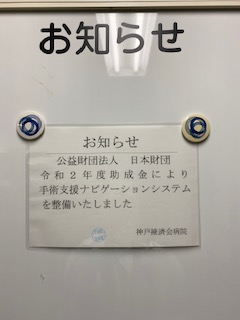 お知らせ
お知らせ
公益財団法人 日本財団
令和２年度助成金により
手術支援ナビゲーションシステム
を整備いたしました
神戸錬済会病院